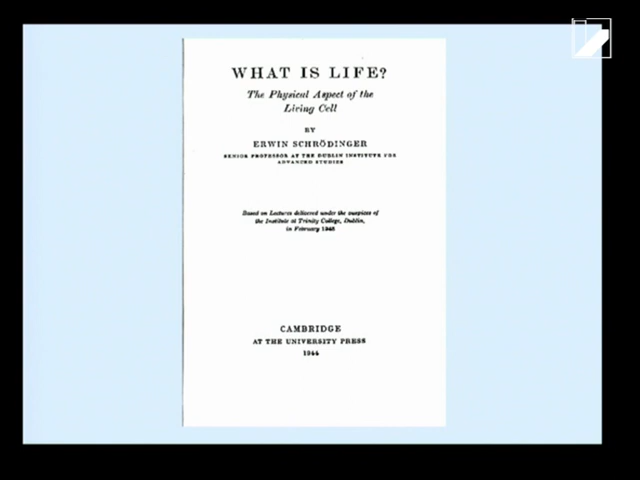 WHAT IS LIFE?
The Physical Aspect of the
Living Cell
BY
ERWIN SCHRÖDINGER
SENIOR PROFESSOR AT THE DUBLIN INSTITUTE FOR
ADVANCED STUDIES
Based on Lectures delivered under the auspices of
the Institute at Trinity College, Dublin,
in February 1943
CAMBRIDGE
AT THE UNIVERSITY PRESS
1944